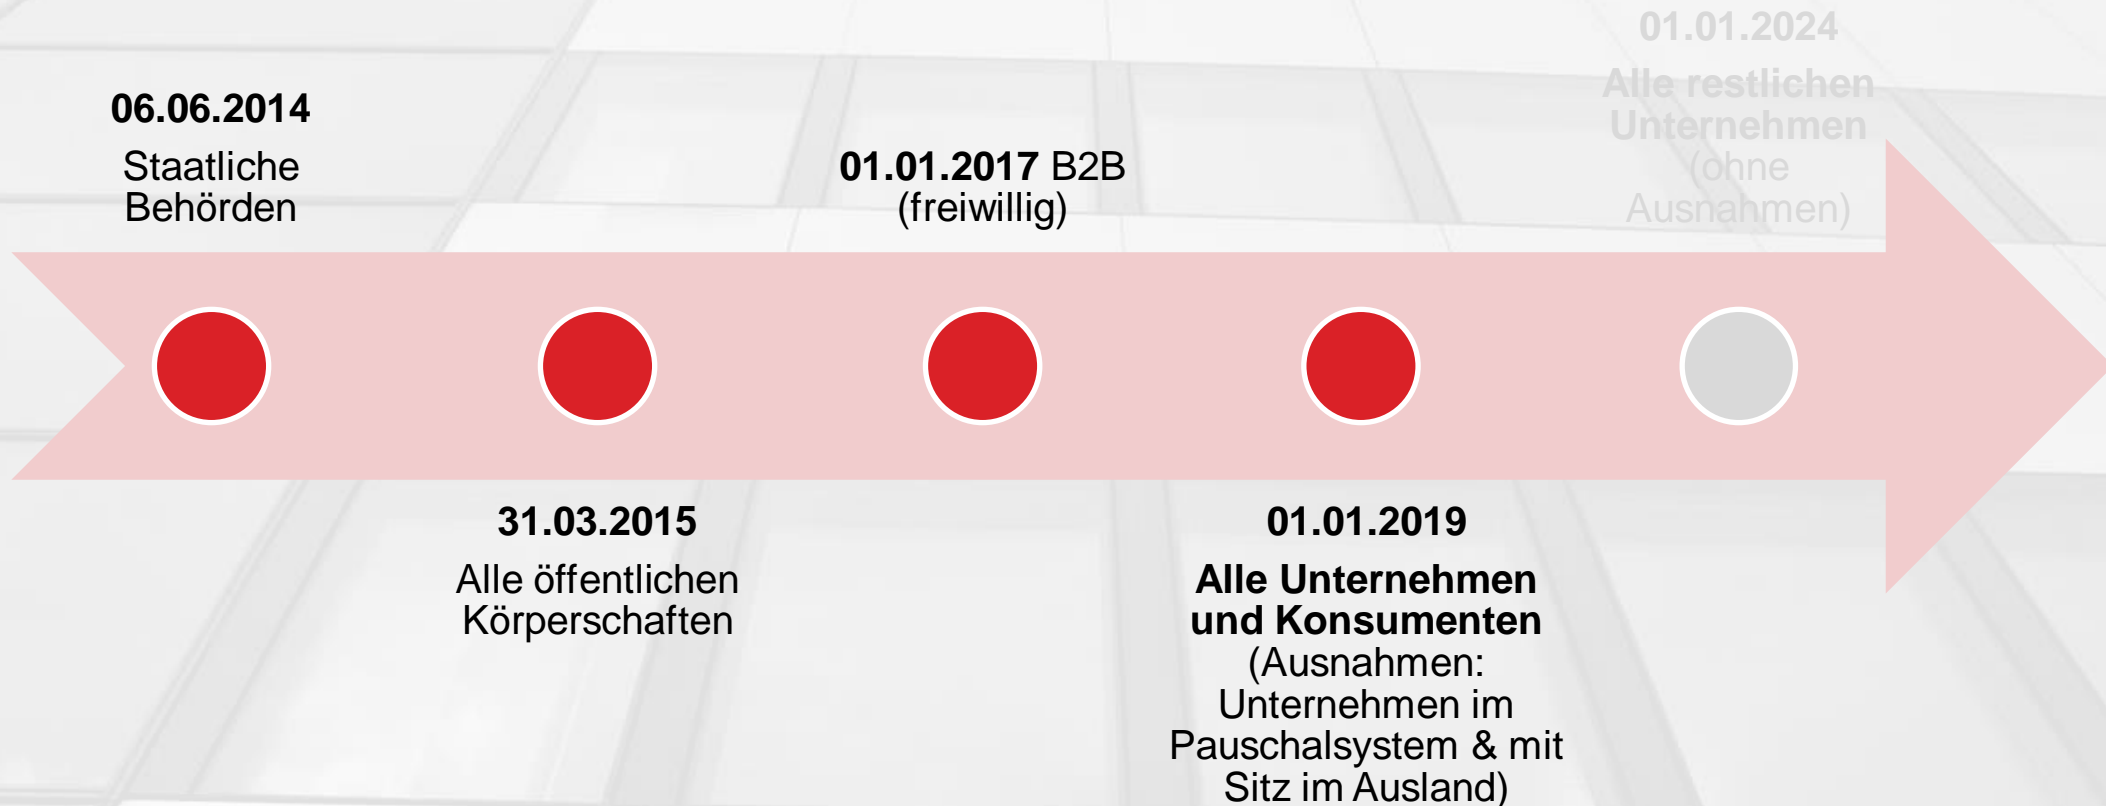 06.06.2014
Staatliche
Behörden
31.03.2015
Alle öffentlichen
Körperschaften
01.01.2017 B2B
(freiwillig)
01.01.2019
Alle Unternehmen
und Konsumenten
(Ausnahmen:
Unternehmen im
Pauschalsystem & mit
Sitz im Ausland)
01.01.2024
Alle restlichen
Unternehmen
(ohne
Ausnahmen)